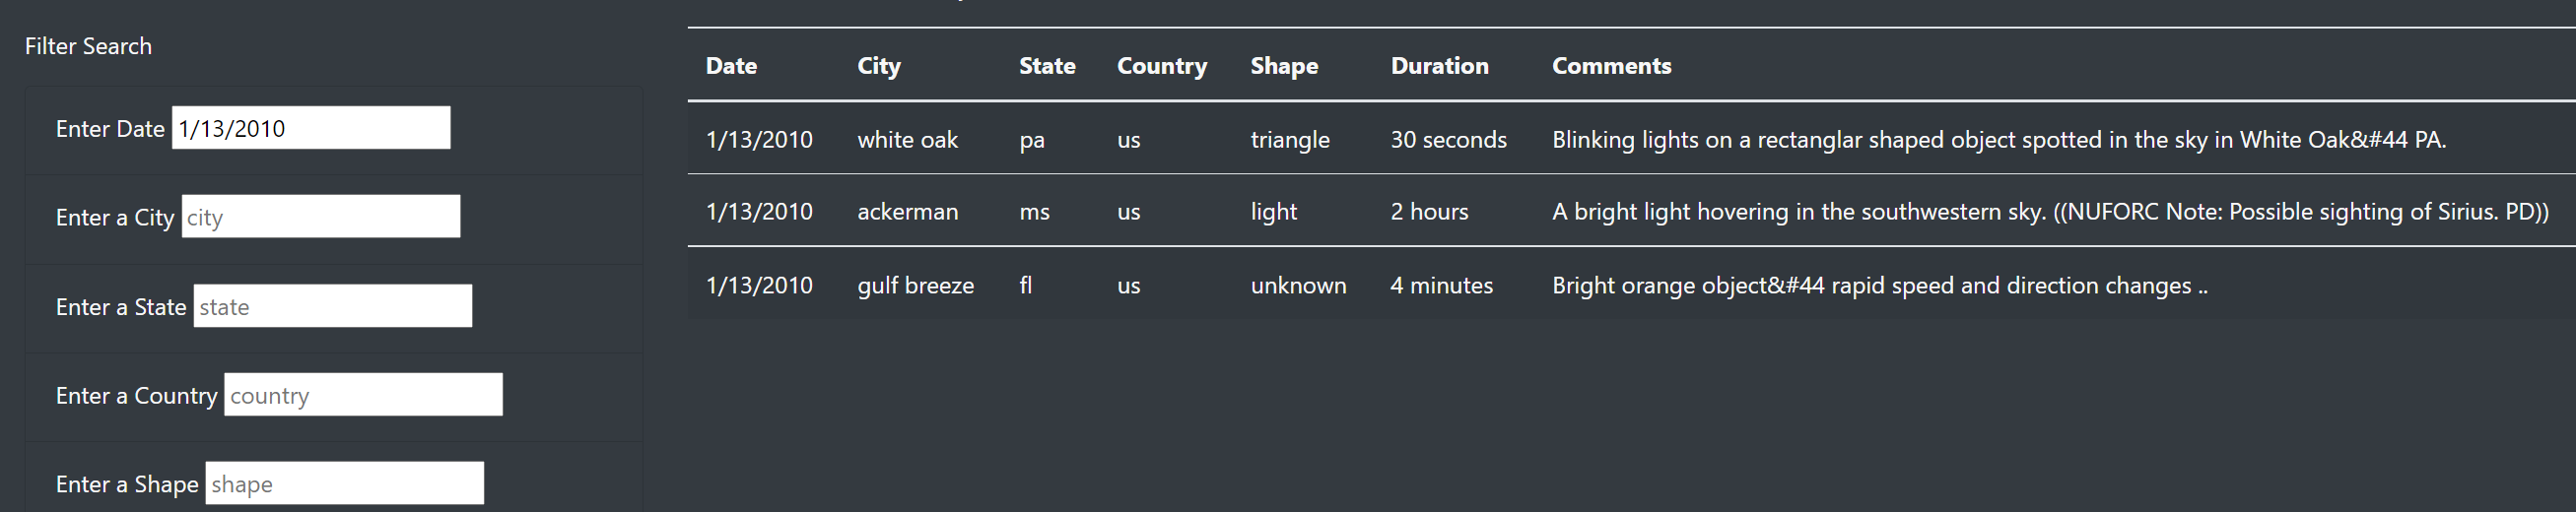 Filter Search
Enter Date 1/13/2010
Enter a City city
Enter a State state
Enter a Country country
Enter a Shape shape
Date City State Country Shape Duration Comments
1/13/2010 white oak pa us triangle 30 seconds Blinking lights on a rectanglar shaped object spotted in the sky in White Oak&#44 PA.
1/13/2010 ackerman ms us light 2 hours A bright light hovering in the southwestern sky. ((NUFORC Note: Possible sighting of Sirius. PD))
1/13/2010 gulf breeze fl us unknown 4 minutes Bright orange object&#44 rapid speed and direction changes ..